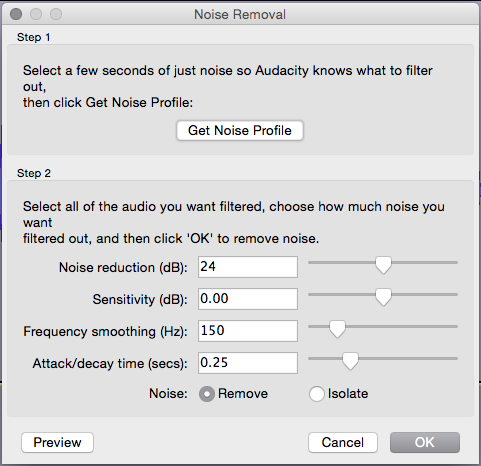 Noise Removal
Step 1
Select a few seconds of just noise so Audacity knows what to filter
out,
then click Get Noise Profile:
Get Noise Profile
Step 2
Select all of the audio you want filtered, choose how much noise you
want
filtered out, and then click 'OK' to remove noise.
Noise reduction (dB): 24
Sensitivity (dB): 0.00
Frequency smoothing (Hz): 150
Attack/decay time (secs): 0.25
Noise: Remove Isolate
Preview Cancel OK